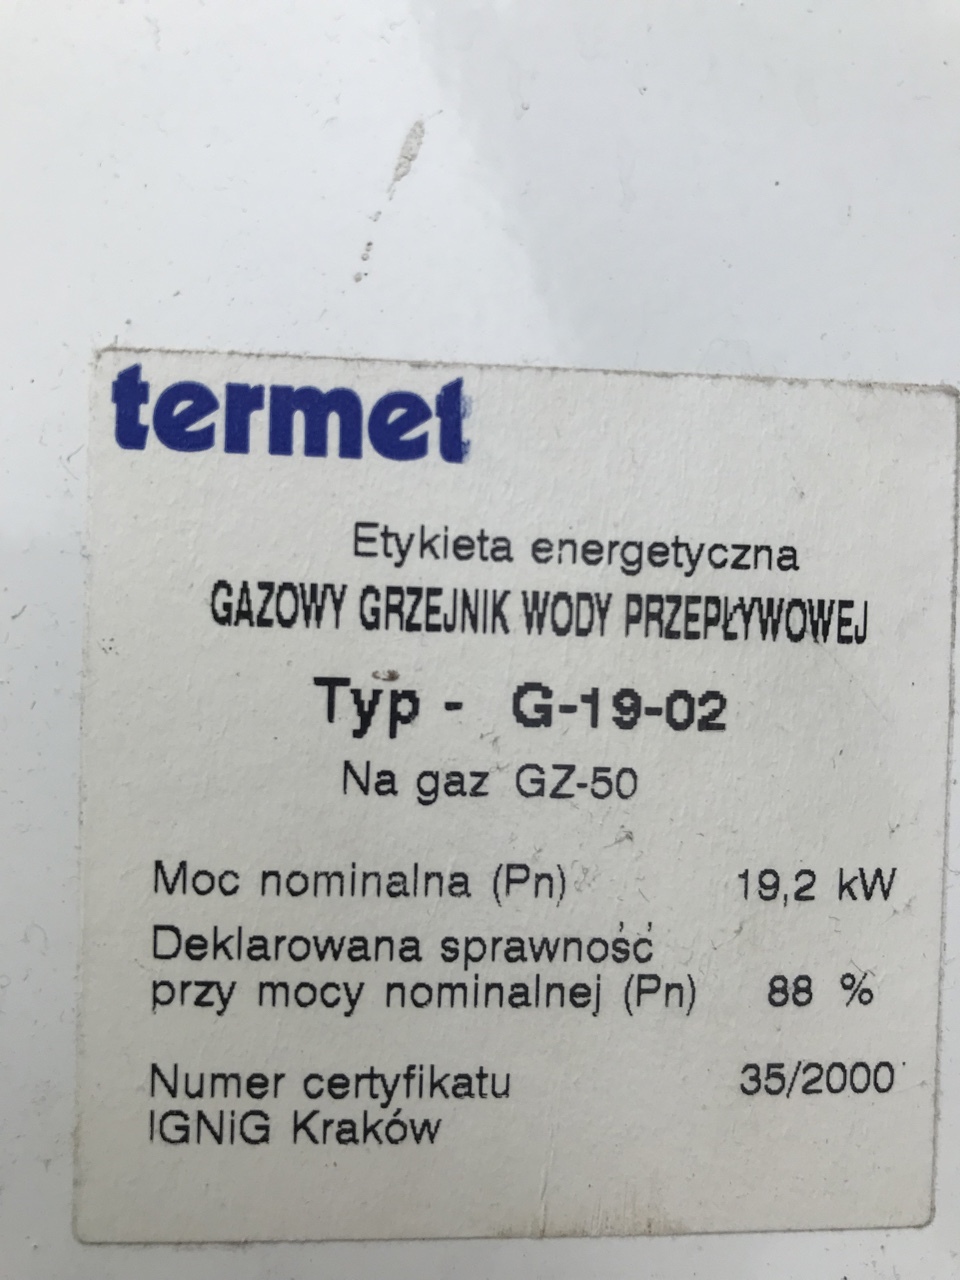 termet
Etykieta energetyczna
GAZOWY GRZEJNIK WODY PRZEPŁYWOWEJ
Typ - G-19-02
Na gaz GZ-50
Moc nominalna (Pn) 19,2 kW
Deklarowana sprawność
przy mocy nominalnej (Pn) 88 %
Numer certyfikatu 35/2000
IGNiG Kraków